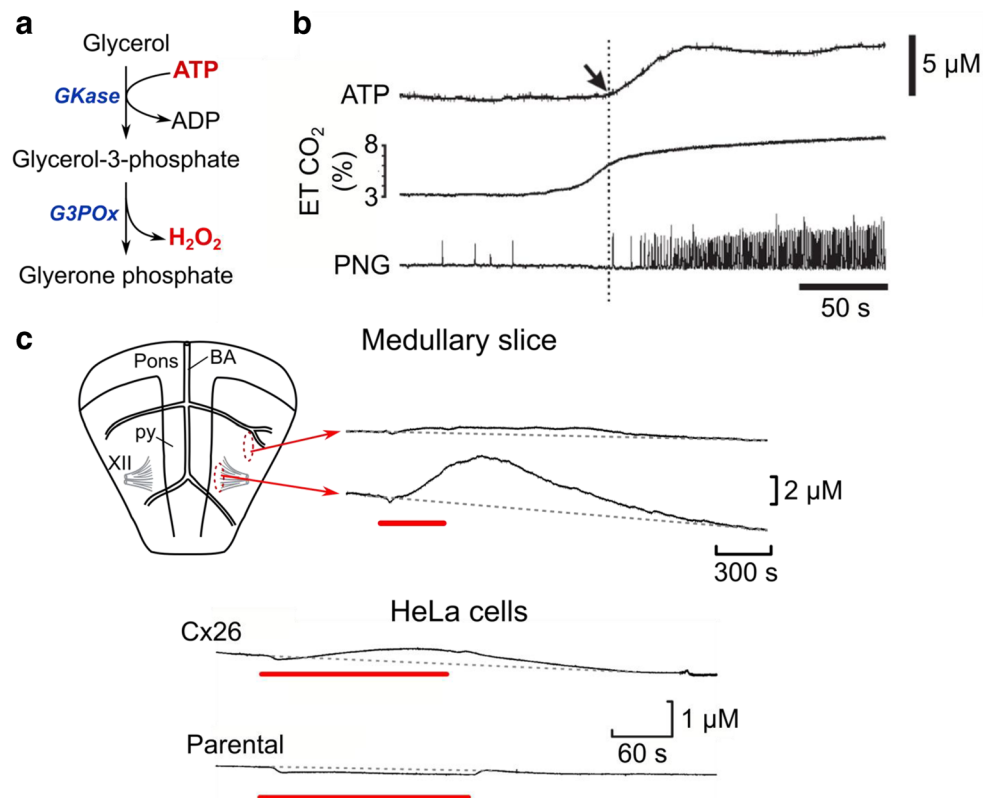 a
Glycerol
ATP
GKase
ADP
Glycerol-3-phosphate
G3POx
H₂O₂
Glyerone phosphate
b
ATP
5 µM
ET CO₂
(%)
8
3
PNG
50 s
c
Medullary slice
Pons
BA
py
XII
2 µM
300 s
HeLa cells
Cx26
1 µM
60 s
Parental